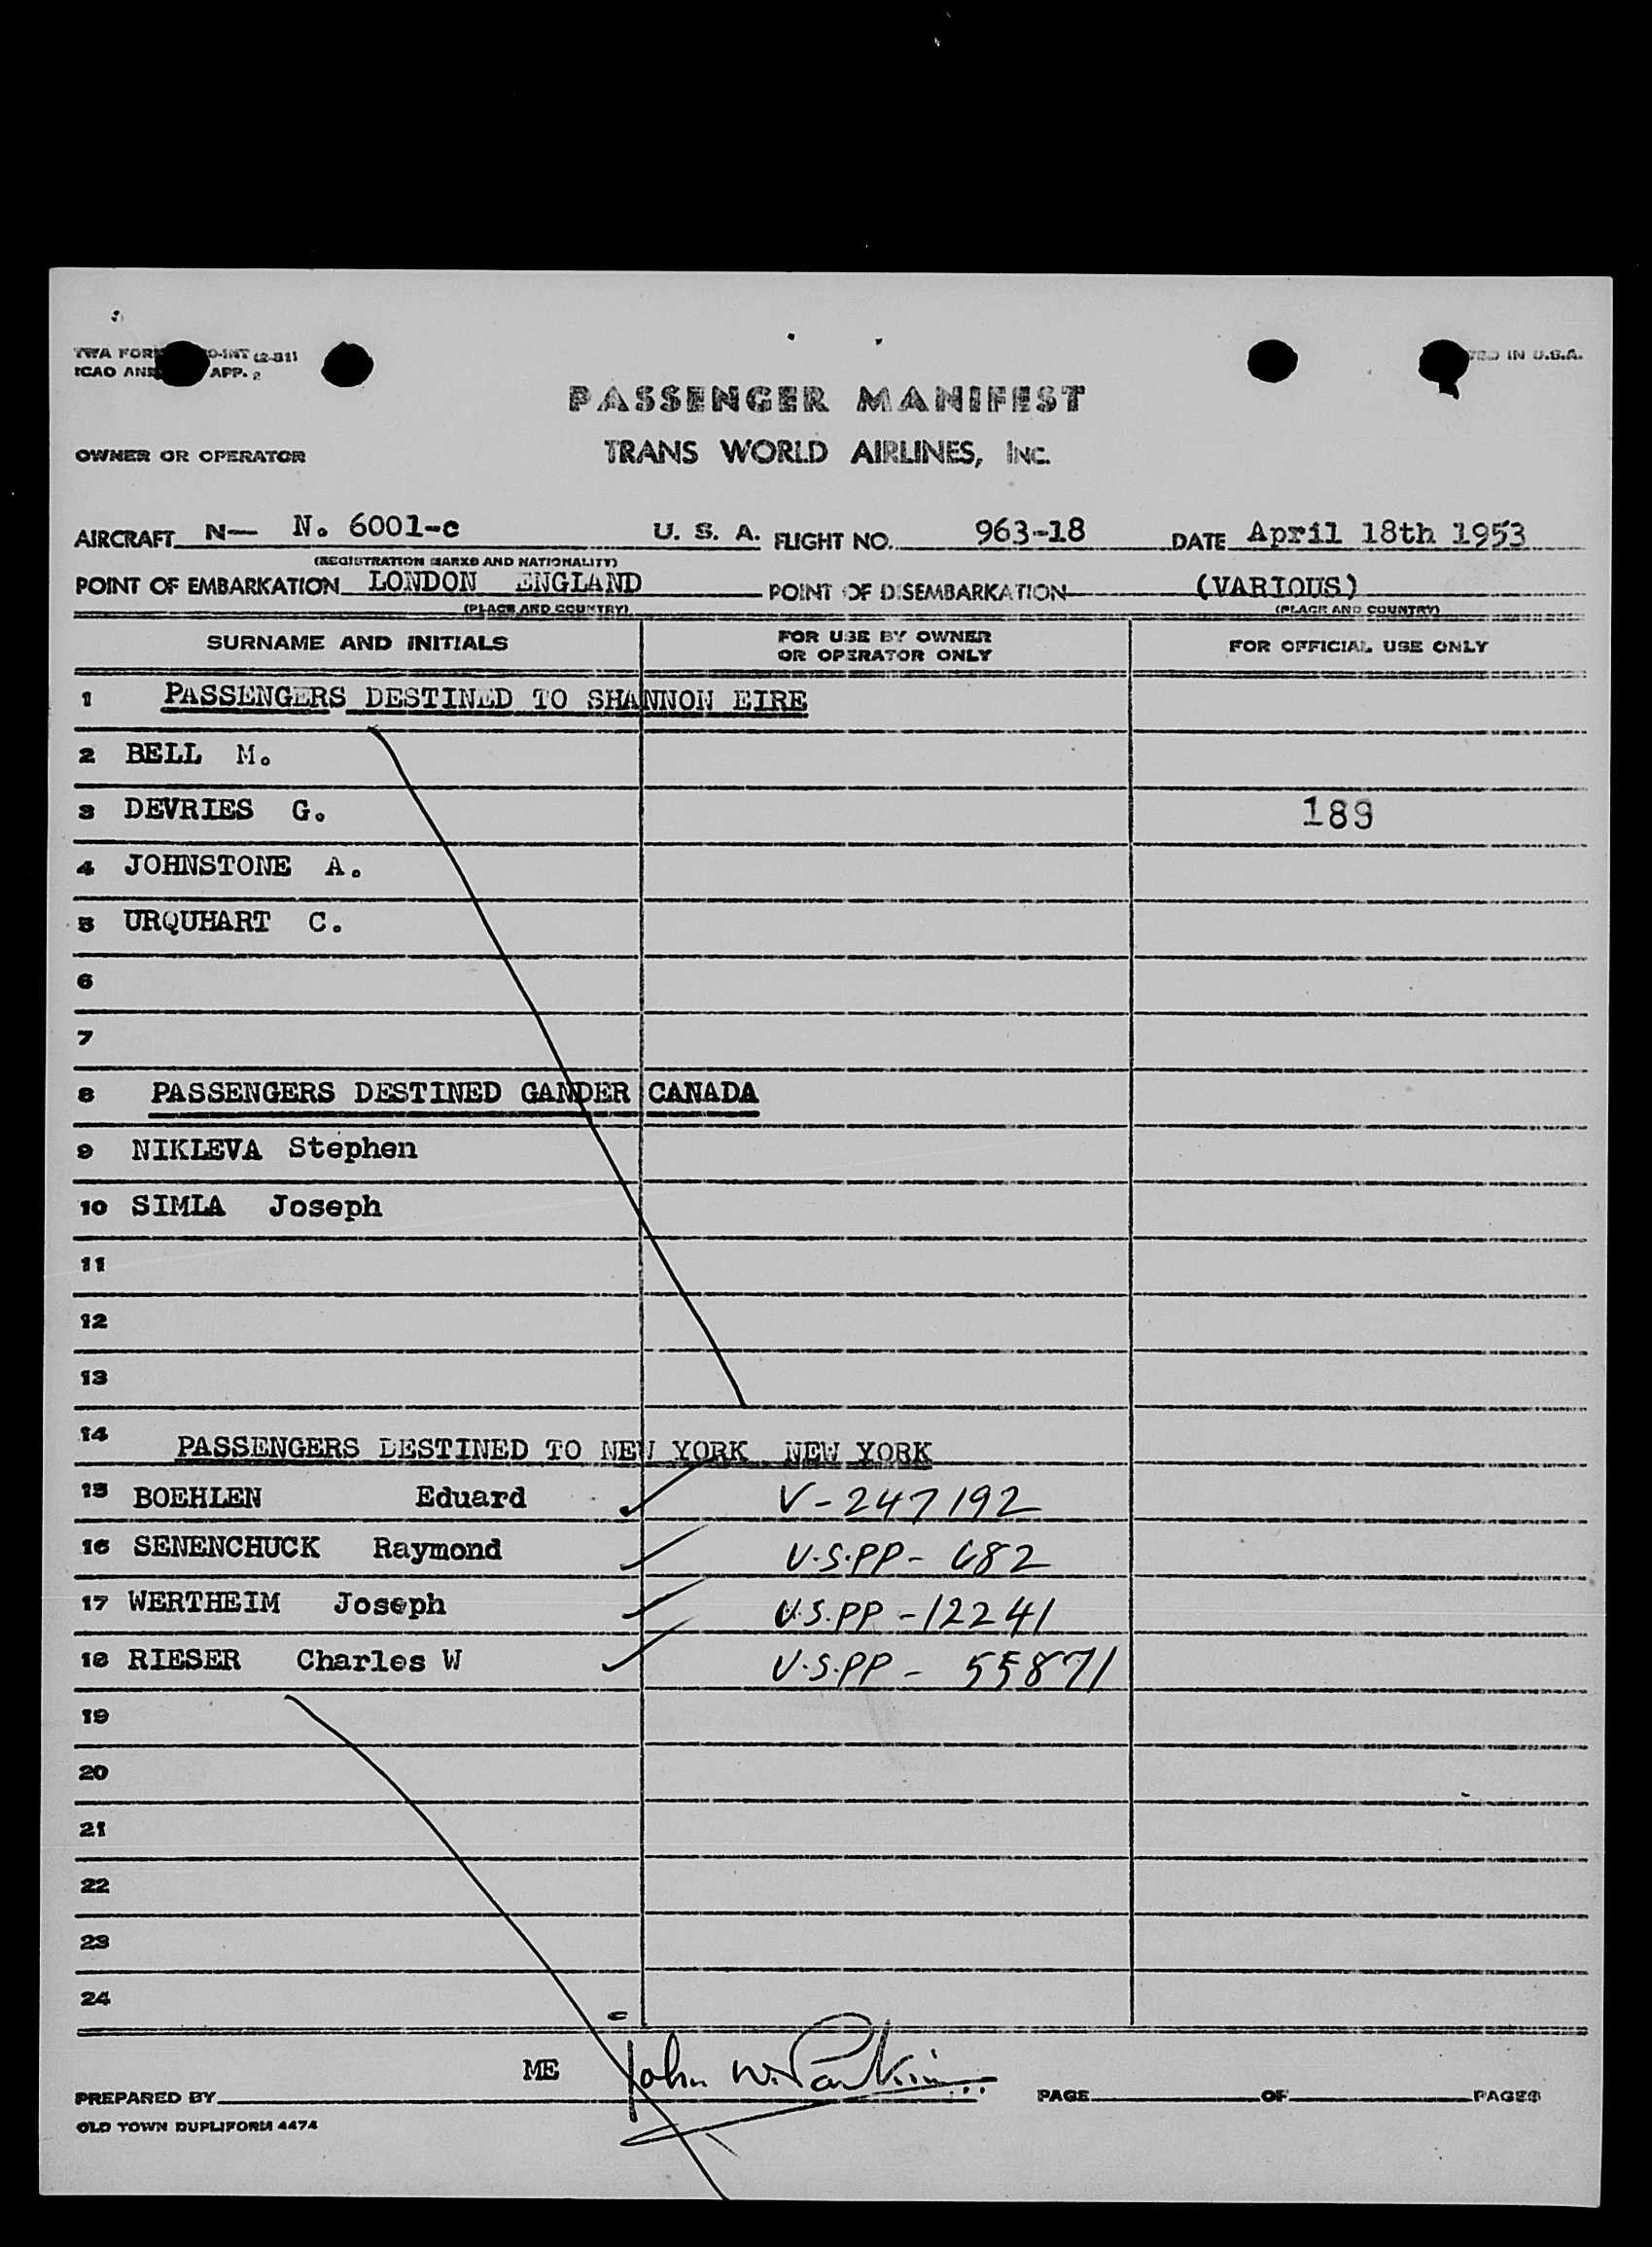 TWA FORM O-INT (2-51)
ICAO ANN APP. 2
IN U.S.A.
PASSENGER MANIFEST
OWNER OR OPERATOR TRANS WORLD AIRLINES, INC.
AIRCRAFT N— N. 6001-c U. S. A. FLIGHT NO. 963-18 DATE April 18th 1953
(REGISTRATION MARKS AND NATIONALITY)
POINT OF EMBARKATION LONDON ENGLAND POINT OF DISEMBARKATION (VARIOUS)
(PLACE AND COUNTRY) (PLACE AND COUNTRY)
SURNAME AND INITIALS FOR USE BY OWNER OR OPERATOR ONLY FOR OFFICIAL USE ONLY
1 PASSENGERS DESTINED TO SHANNON EIRE
2 BELL M.
3 DEVRIES G. 189
4 JOHNSTONE A.
5 URQUHART C.
6
7
8 PASSENGERS DESTINED GANDER CANADA
9 NIKLEVA Stephen
10 SIMLA Joseph
11
12
13
14 PASSENGERS DESTINED TO NEW YORK NEW YORK
15 BOEHLEN Eduard ✓ V-247192
16 SENENCHUCK Raymond ✓ U.S.PP- 682
17 WERTHEIM Joseph ✓ U.S.PP-12241
18 RIESER Charles W ✓ U.S.PP- 55871
19
20
21
22
23
24
ME John W.
PREPARED BY PAGE OF PAGES
OLD TOWN DUPLIFORM 4474